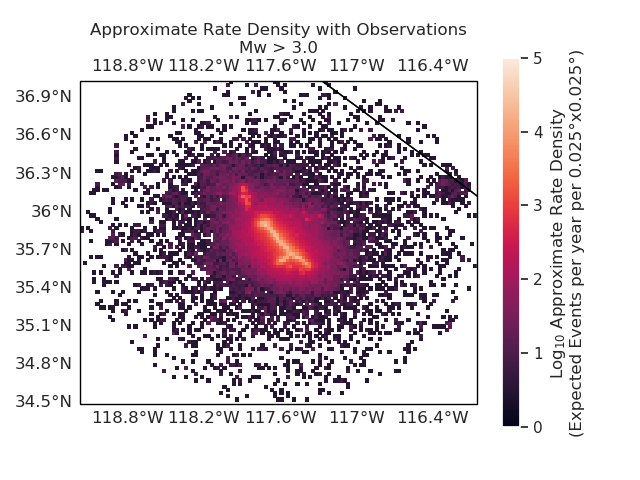 Approximate Rate Density with Observations
Mw > 3.0
118.8°W 118.2°W 117.6°W 117°W 116.4°W
36.9°N
36.6°N
36.3°N
36°N
35.7°N
35.4°N
35.1°N
34.8°N
34.5°N
118.8°W 118.2°W 117.6°W 117°W 116.4°W
5
4
3
2
1
0
Log₁₀ Approximate Rate Density
(Expected Events per year per 0.025°x0.025°)